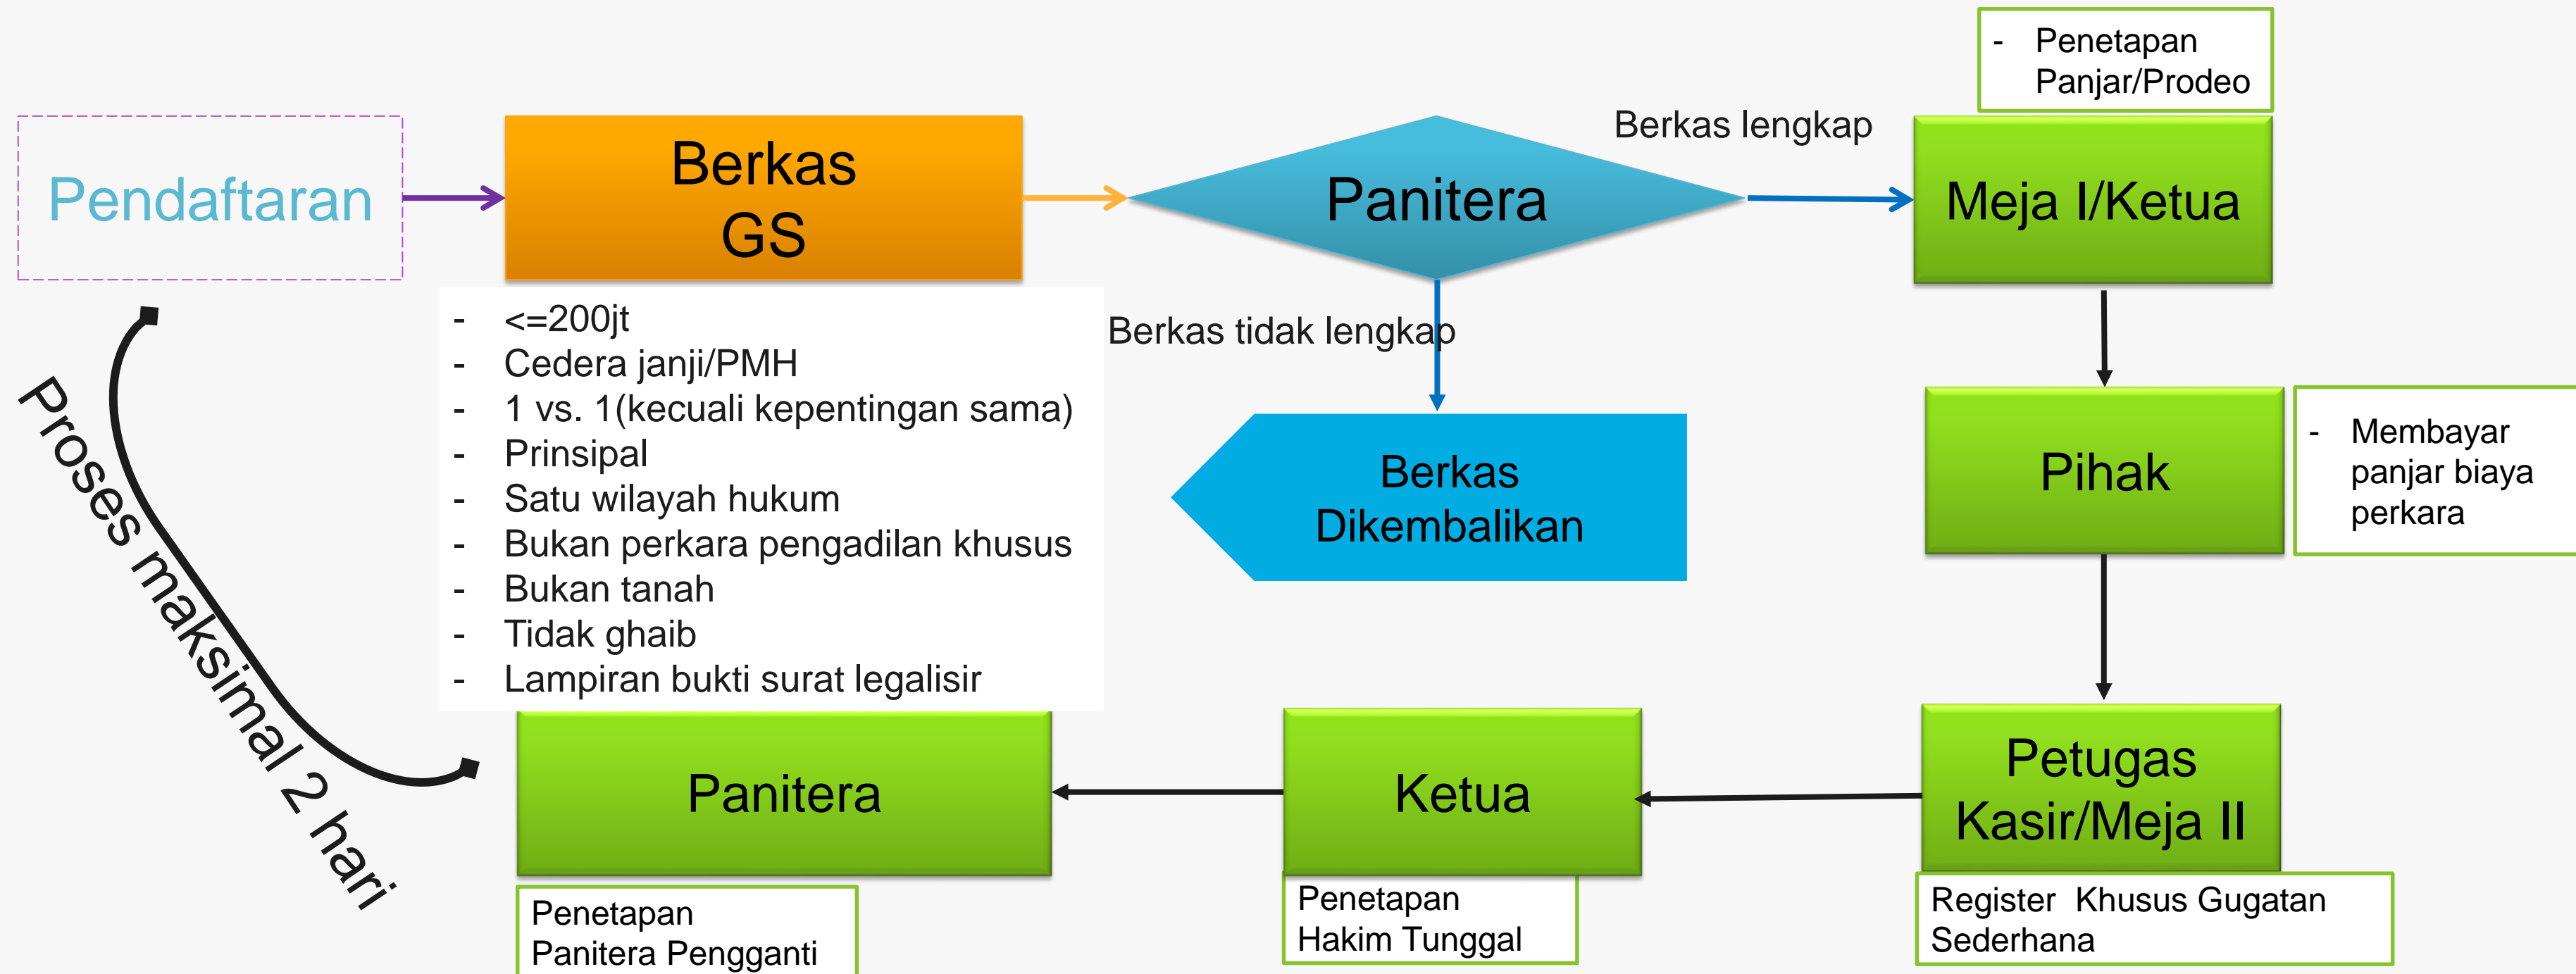 - Penetapan
Panjar/Prodeo
Pendaftaran
Berkas
GS
Panitera
Berkas lengkap
Meja I/Ketua
- <=200jt
- Cedera janji/PMH
- 1 vs. 1(kecuali kepentingan sama)
- Prinsipal
- Satu wilayah hukum
- Bukan perkara pengadilan khusus
- Bukan tanah
- Tidak ghaib
- Lampiran bukti surat legalisir
Berkas tidak lengkap
Berkas
Dikembalikan
Pihak
- Membayar
panjar biaya
perkara
Proses maksimal 2 hari
Petugas
Kasir/Meja II
Register Khusus Gugatan
Sederhana
Ketua
Penetapan
Hakim Tunggal
Panitera
Penetapan
Panitera Pengganti